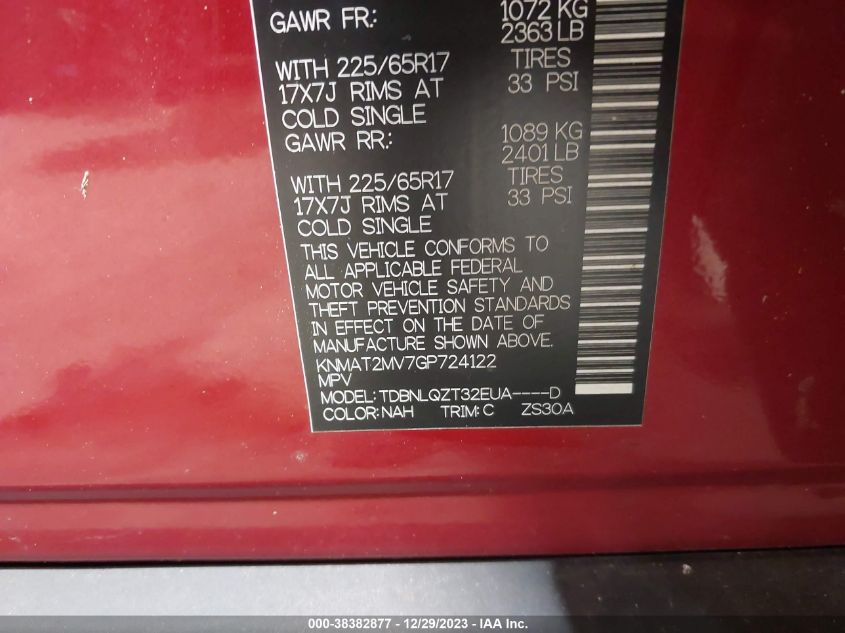 GAWR FR: 1072 KG
2363 LB
WITH 225/65R17 TIRES
17X7J RIMS AT 33 PSI
COLD SINGLE
GAWR RR: 1089 KG
2401 LB
WITH 225/65R17 TIRES
17X7J RIMS AT 33 PSI
COLD SINGLE
THIS VEHICLE CONFORMS TO
ALL APPLICABLE FEDERAL
MOTOR VEHICLE SAFETY AND
THEFT PREVENTION STANDARDS
IN EFFECT ON THE DATE OF
MANUFACTURE SHOWN ABOVE.
KNMAT2MV7GP724122
MPV
MODEL: TDBNLQZT32EUA----D
COLOR: NAH TRIM: C ZS30A
000-38382877 - 12/29/2023 - IAA Inc.